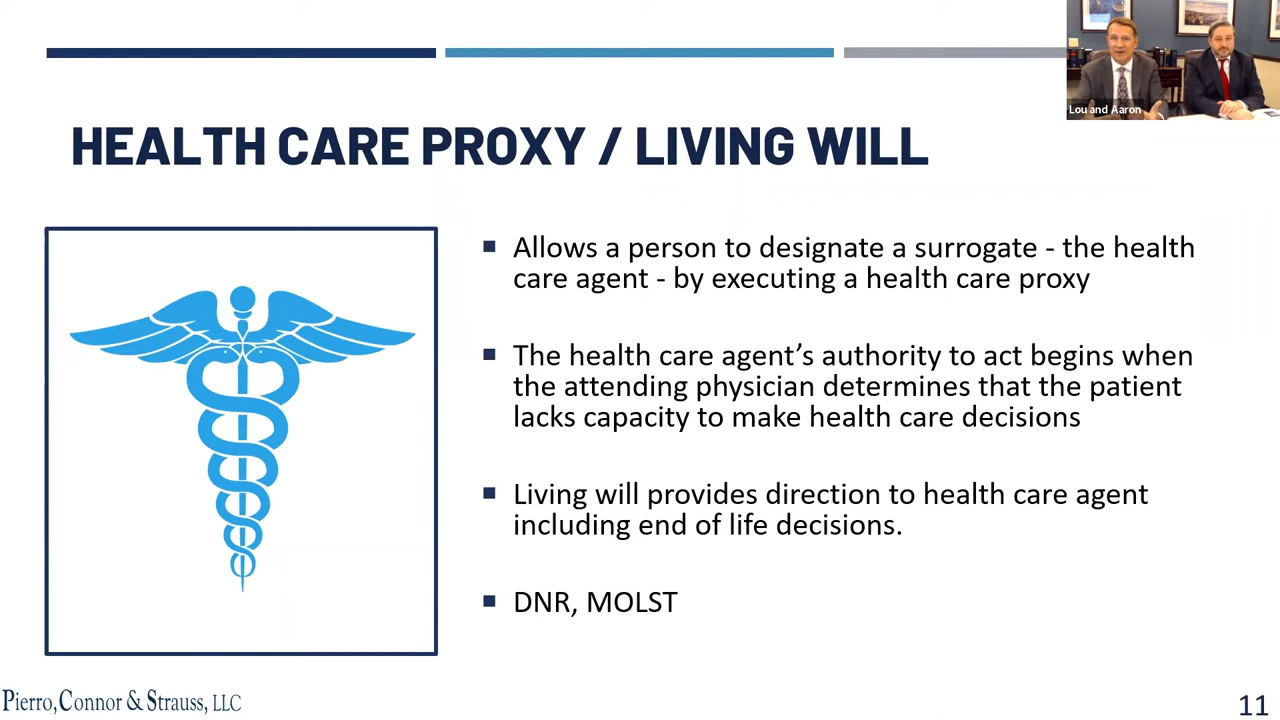 Lou and Aaron
HEALTH CARE PROXY / LIVING WILL
Allows a person to designate a surrogate - the health
care agent - by executing a health care proxy
The health care agent’s authority to act begins when
the attending physician determines that the patient
lacks capacity to make health care decisions
Living will provides direction to health care agent
including end of life decisions.
DNR, MOLST
Pierro, Connor & Strauss, LLC
11